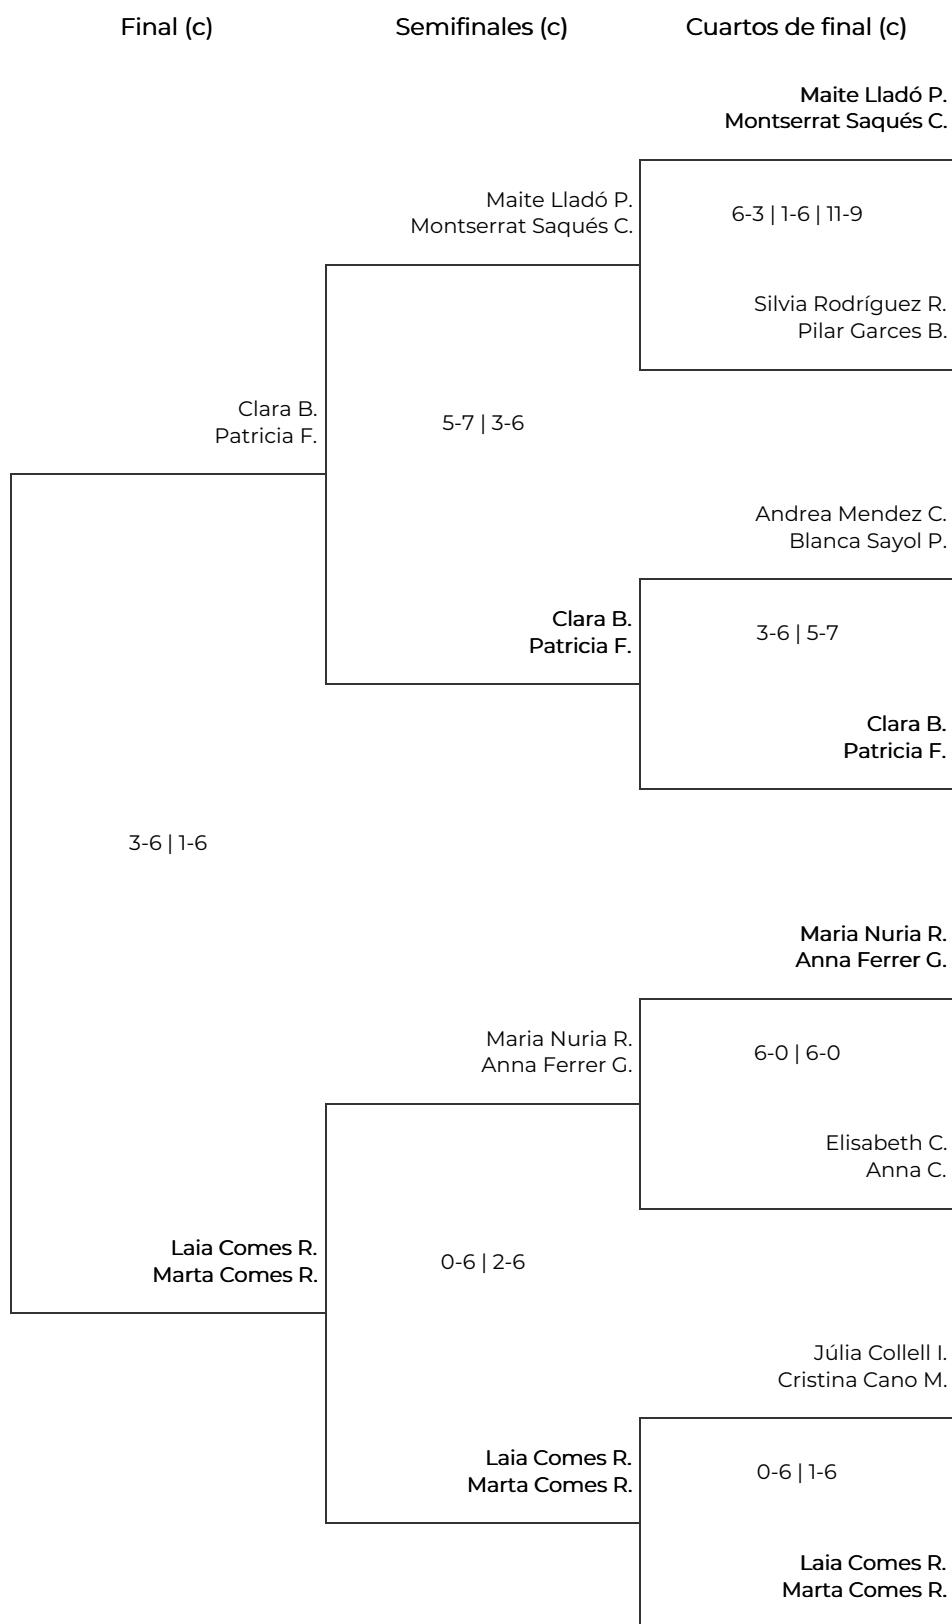 Final (c)
Semifinales (c)
Cuartos de final (c)
Maite Lladó P.
Montserrat Saqués C.
Maite Lladó P.
Montserrat Saqués C.
6-3 | 1-6 | 11-9
Silvia Rodríguez R.
Pilar Garces B.
Clara B.
Patricia F.
5-7 | 3-6
Andrea Mendez C.
Blanca Sayol P.
Clara B.
Patricia F.
3-6 | 5-7
Clara B.
Patricia F.
3-6 | 1-6
Maria Nuria R.
Anna Ferrer G.
Maria Nuria R.
Anna Ferrer G.
6-0 | 6-0
Elisabeth C.
Anna C.
Laia Comes R.
Marta Comes R.
0-6 | 2-6
Júlia Collell I.
Cristina Cano M.
Laia Comes R.
Marta Comes R.
0-6 | 1-6
Laia Comes R.
Marta Comes R.